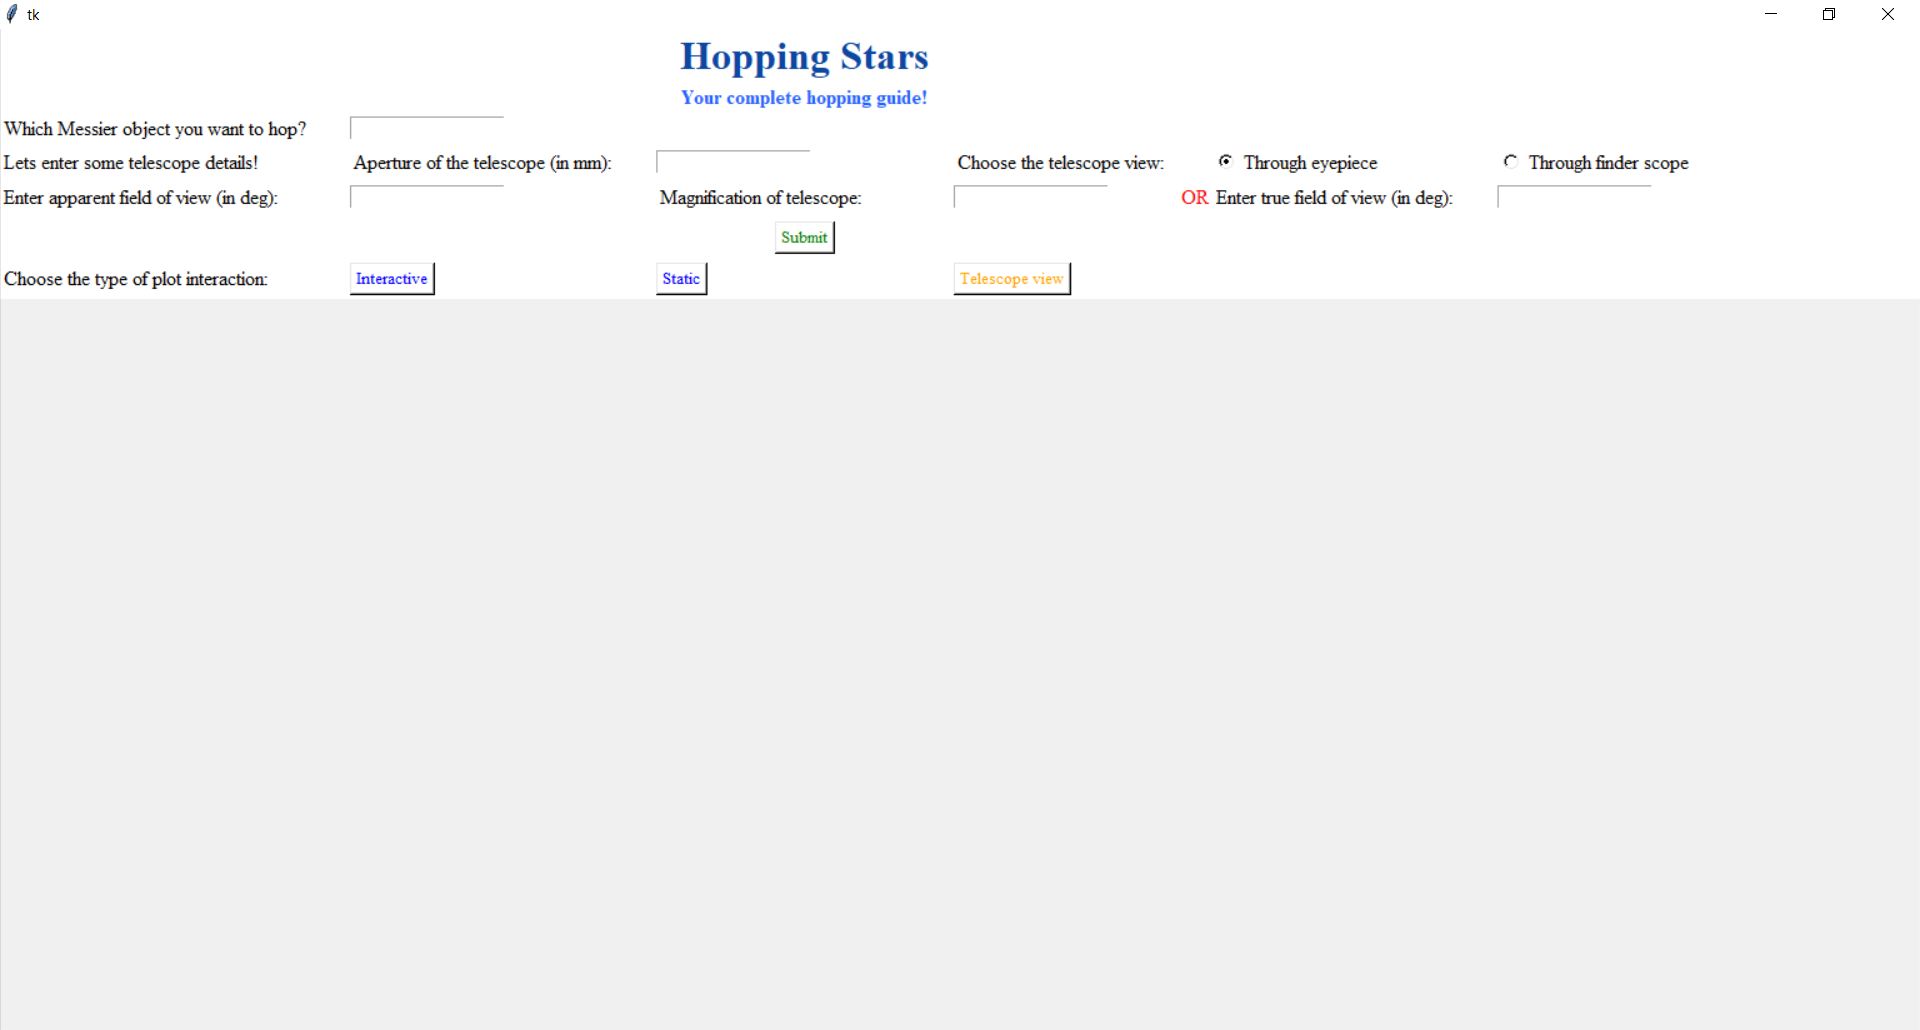 tk
Hopping Stars
Your complete hopping guide!
Which Messier object you want to hop?
Lets enter some telescope details! Aperture of the telescope (in mm): Choose the telescope view: Through eyepiece Through finder scope
Enter apparent field of view (in deg): Magnification of telescope: OR Enter true field of view (in deg):
Submit
Choose the type of plot interaction: Interactive Static Telescope view